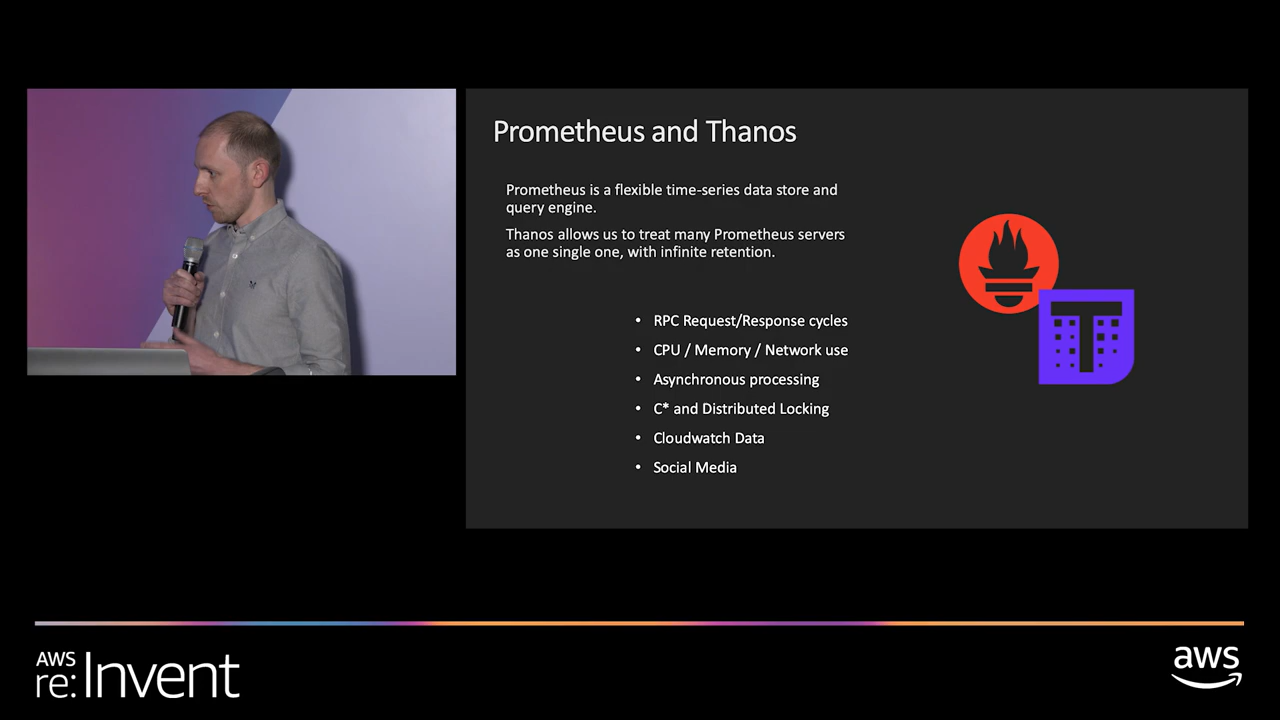 Prometheus and Thanos
Prometheus is a flexible time-series data store and
query engine.
Thanos allows us to treat many Prometheus servers
as one single one, with infinite retention.
• RPC Request/Response cycles
• CPU / Memory / Network use
• Asynchronous processing
• C* and Distributed Locking
• Cloudwatch Data
• Social Media
T
AWS
re:Invent
aws